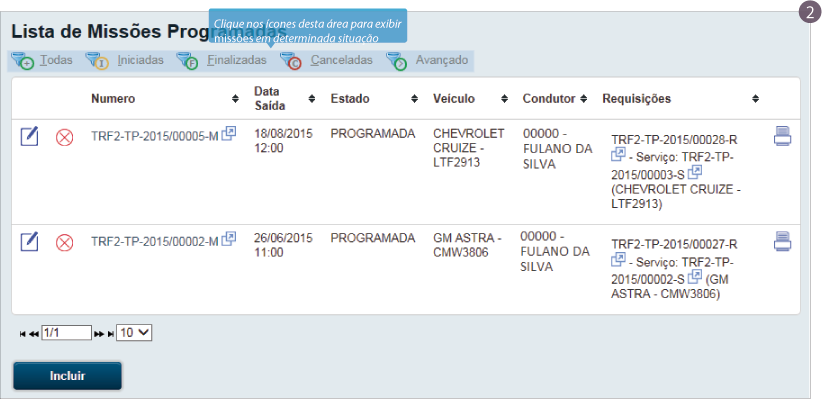 2
Lista de Missões Programadas
Clique nos ícones desta área para exibir
missões em determinada situação
Todas Iniciadas Finalizadas Canceladas Avançado
Numero Data Saída Estado Veículo Condutor Requisições
TRF2-TP-2015/00005-M 18/08/2015 PROGRAMADA CHEVROLET 00000 - TRF2-TP-2015/00028-R
12:00 CRUIZE - FULANO DA - Serviço: TRF2-TP-
LTF2913 SILVA 2015/00003-S
(CHEVROLET CRUIZE -
LTF2913)
TRF2-TP-2015/00002-M 26/06/2015 PROGRAMADA GM ASTRA - 00000 - TRF2-TP-2015/00027-R
11:00 CMW3806 FULANO DA - Serviço: TRF2-TP-
SILVA 2015/00002-S (GM
ASTRA - CMW3806)
1/1 10
Incluir